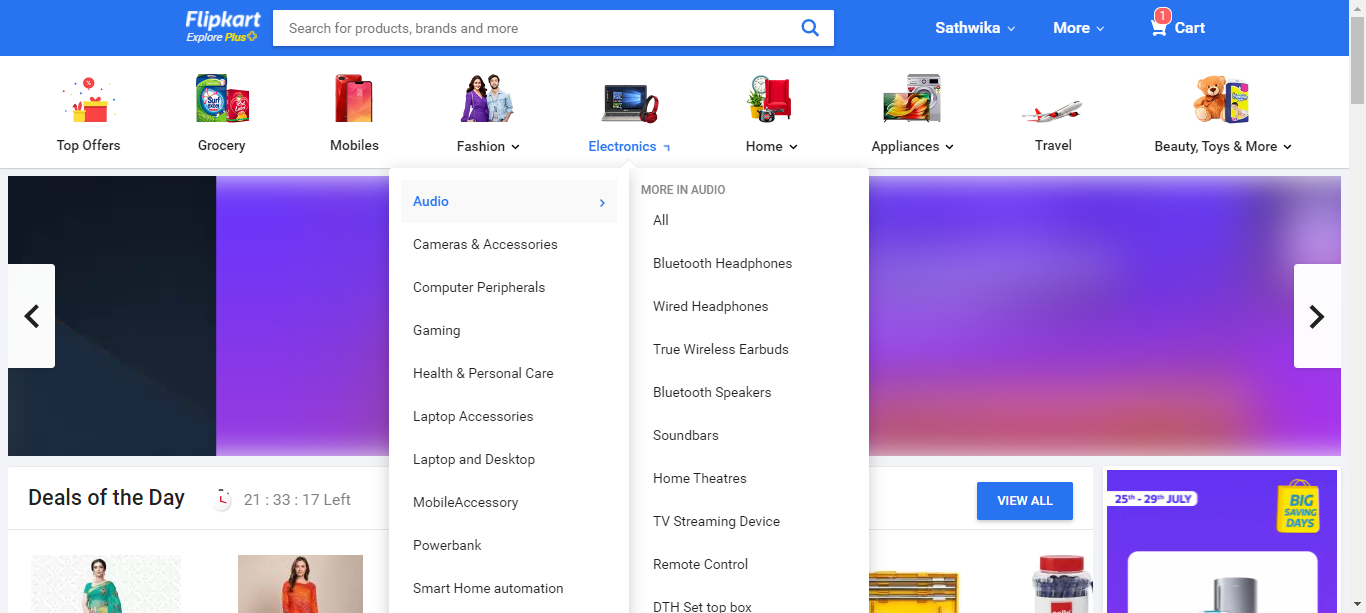 Flipkart
Explore Plus
Search for products, brands and more
Sathwika
More
1
Cart
Top Offers
Grocery
Mobiles
Fashion
Electronics
Home
Appliances
Travel
Beauty, Toys & More
Audio
Cameras & Accessories
Computer Peripherals
Gaming
Health & Personal Care
Laptop Accessories
Laptop and Desktop
MobileAccessory
Powerbank
Smart Home automation
MORE IN AUDIO
All
Bluetooth Headphones
Wired Headphones
True Wireless Earbuds
Bluetooth Speakers
Soundbars
Home Theatres
TV Streaming Device
Remote Control
DTH Set top box
Deals of the Day
21 : 33 : 17 Left
VIEW ALL
25th - 29th JULY
BIG
SAVING
DAYS